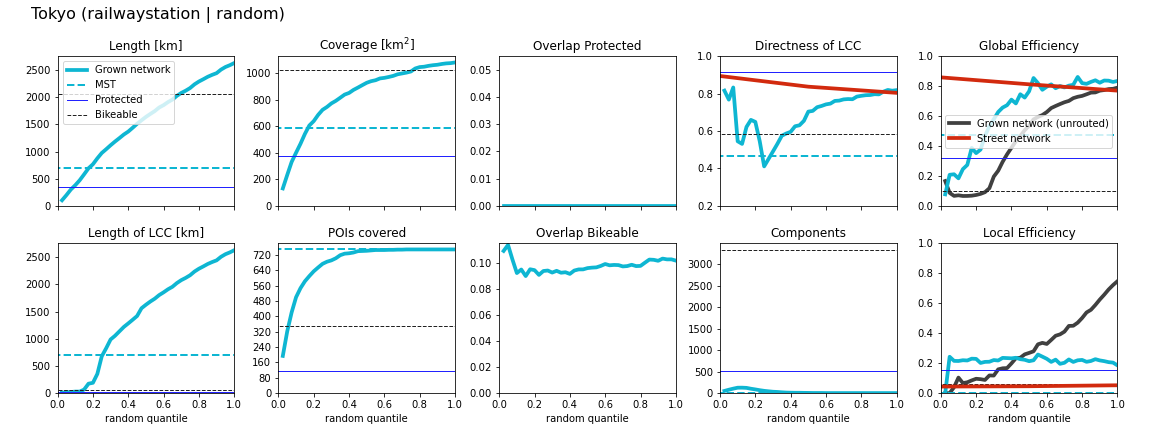 Tokyo (railwaystation | random)
Length [km]
2500
2000
1500
1000
500
0
Grown network
MST
Protected
Bikeable
Coverage [km²]
1000
800
600
400
200
0
Overlap Protected
0.05
0.04
0.03
0.02
0.01
0.00
Directness of LCC
1.0
0.8
0.6
0.4
0.2
Global Efficiency
1.0
0.8
0.6
0.4
0.2
0.0
Grown network (unrouted)
Street network
Length of LCC [km]
2500
2000
1500
1000
500
0
0.0 0.2 0.4 0.6 0.8 1.0
random quantile
POIs covered
720
640
560
480
400
320
240
160
80
0
0.0 0.2 0.4 0.6 0.8 1.0
random quantile
Overlap Bikeable
0.10
0.08
0.06
0.04
0.02
0.00
0.0 0.2 0.4 0.6 0.8 1.0
random quantile
Components
3000
2500
2000
1500
1000
500
0
0.0 0.2 0.4 0.6 0.8 1.0
random quantile
Local Efficiency
1.0
0.8
0.6
0.4
0.2
0.0
0.0 0.2 0.4 0.6 0.8 1.0
random quantile